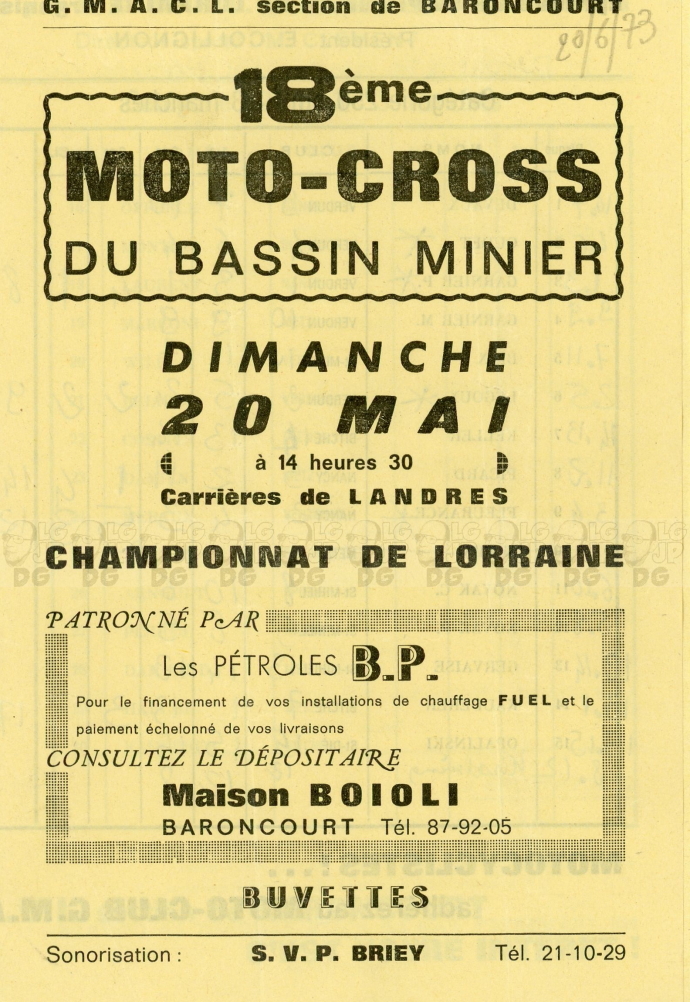 G. M. A. C. L. section de BARONCOURT
20/6/73
18ème
MOTO-CROSS
DU BASSIN MINIER
DIMANCHE
20 MAI
à 14 heures 30
Carrières de LANDRES
CHAMPIONNAT DE LORRAINE
PATRONNÉ PAR
Les PÉTROLES B.P.
Pour le financement de vos installations de chauffage FUEL et le
paiement échelonné de vos livraisons
CONSULTEZ LE DÉPOSITAIRE
Maison BOIOLI
BARONCOURT Tél. 87-92-05
BUVETTES
Sonorisation : S. V. P. BRIEY Tél. 21-10-29